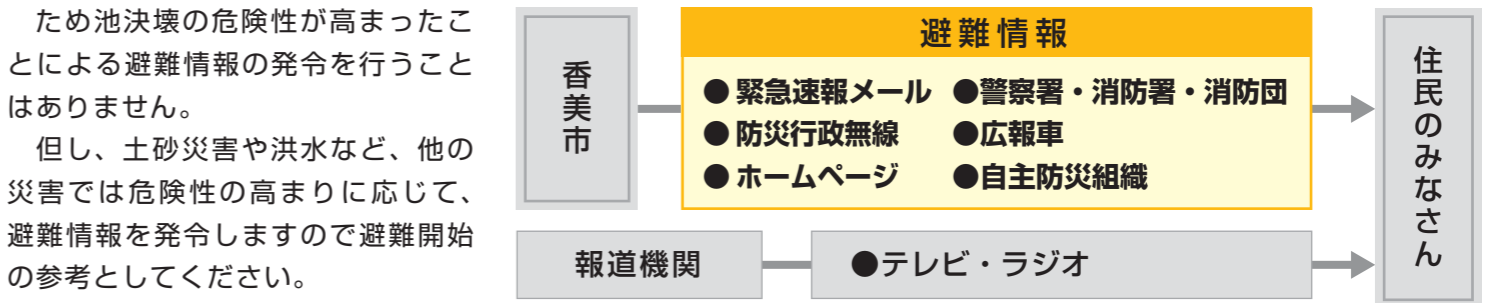 ため池決壊の危険性が高まったこ
とによる避難情報の発令を行うこと
はありません。
但し、土砂災害や洪水など、他の
災害では危険性の高まりに応じて、
避難情報を発令しますので避難開始
の参考としてください。
香美市
避難情報
●緊急速報メール ●警察署・消防署・消防団
●防災行政無線 ●広報車
●ホームページ ●自主防災組織
報道機関
●テレビ・ラジオ
住民のみなさん